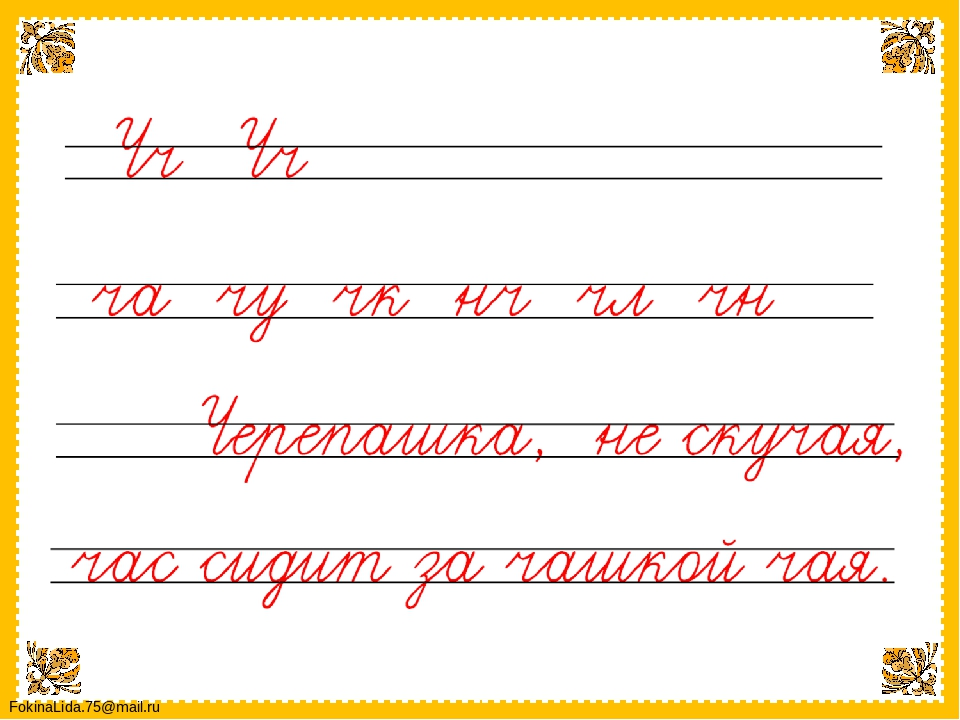 Чч Чч
ча чу чк нч чл чн
Черепашка, не скучая,
час сидит за чашкой чая.
FokinaLida.75@mail.ru